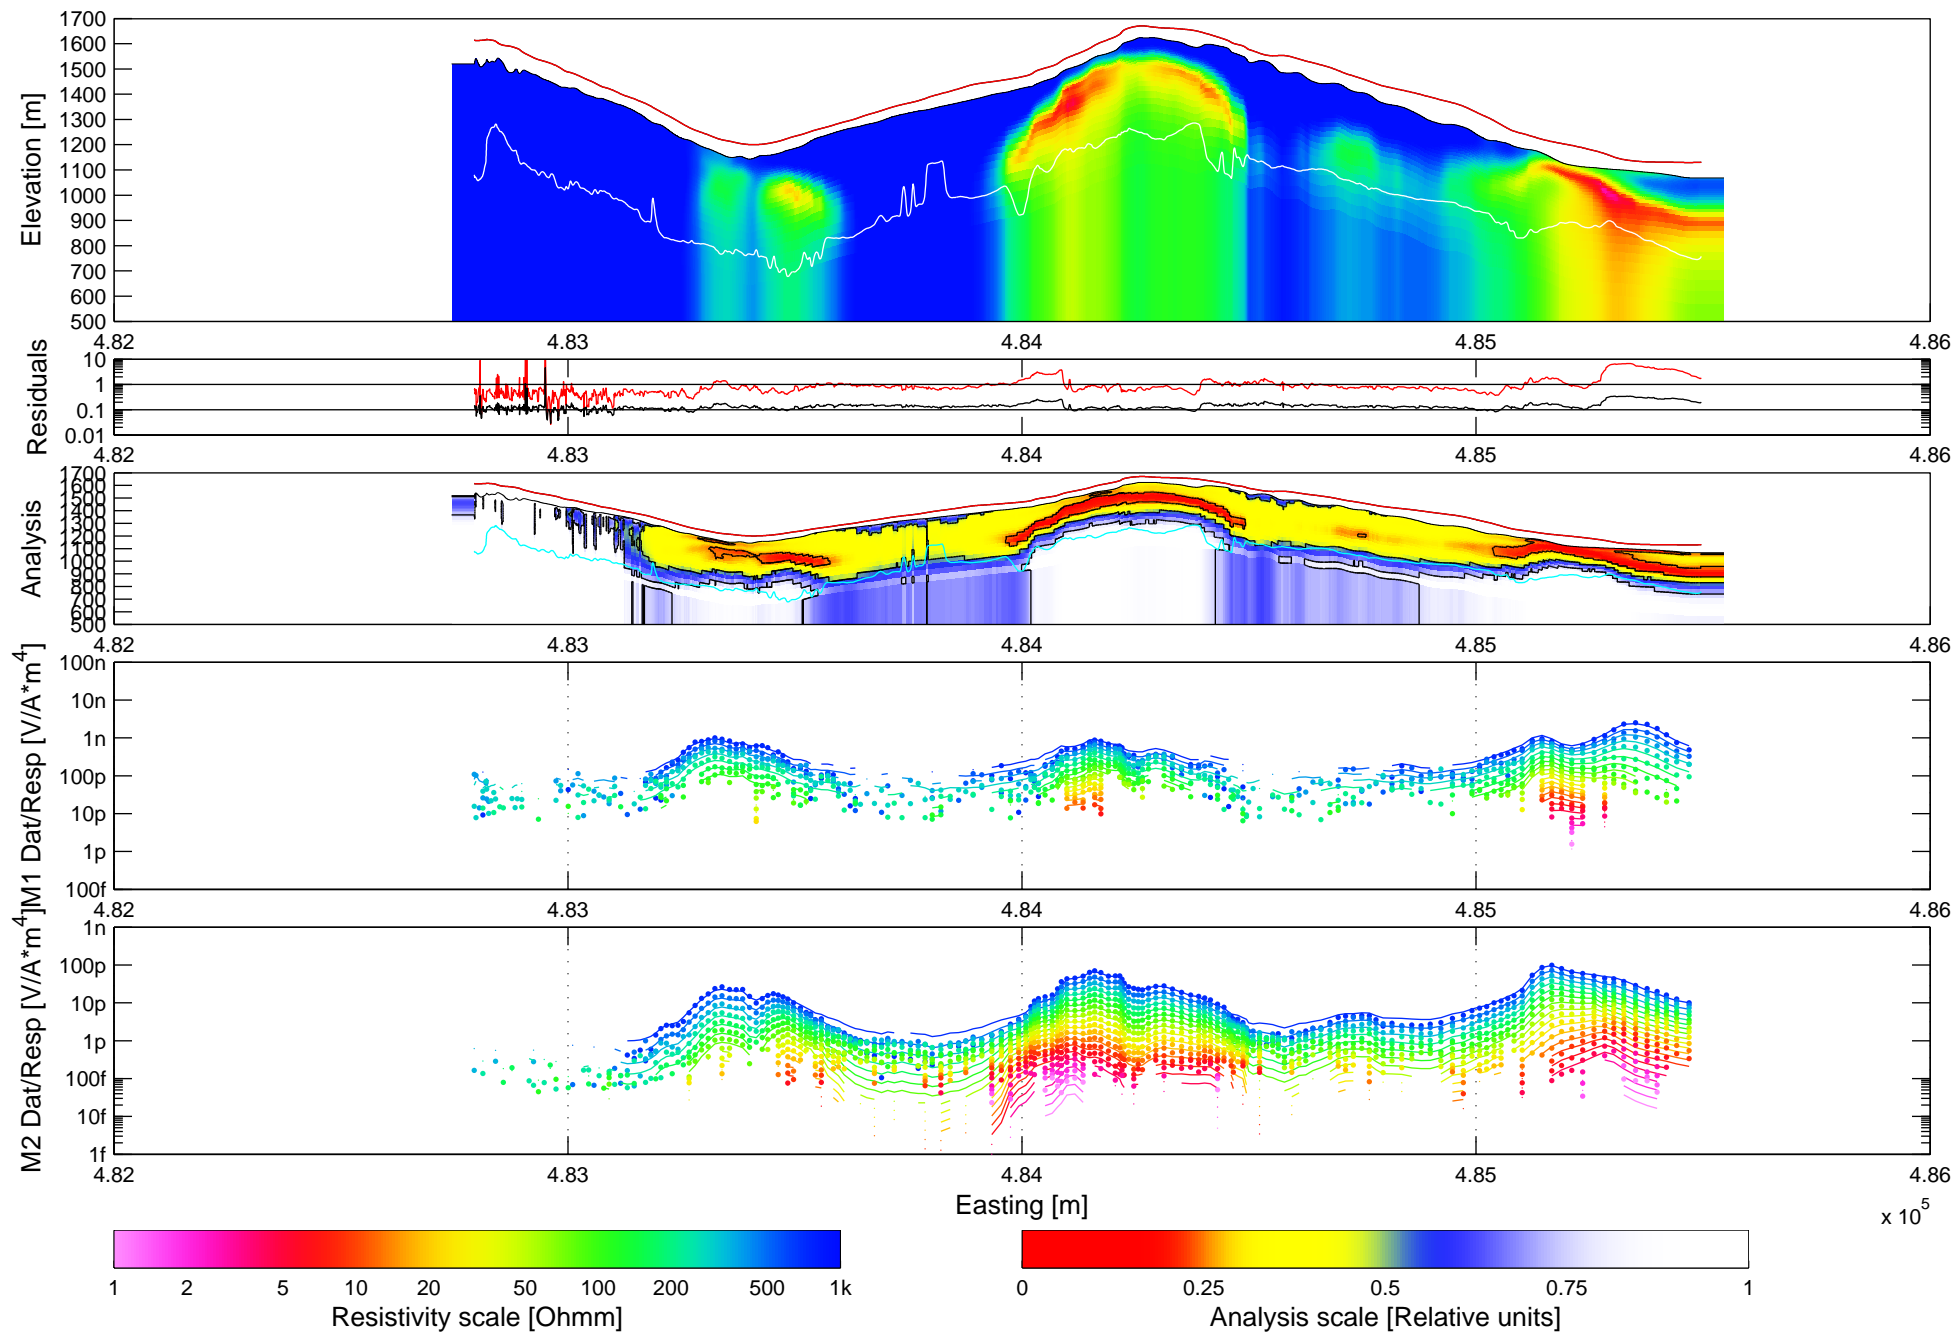 1700
1600
1500
1400
1300
1200
1100
1000
900
800
700
600
500
Elevation [m]
4.82 4.83 4.84 4.85 4.86
10
1
0.1
0.01
Residuals
4.82 4.83 4.84 4.85 4.86
1700
1600
1500
1400
1300
1200
1100
1000
900
800
700
600
500
Analysis
4.82 4.83 4.84 4.85 4.86
100n
10n
1n
100p
10p
1p
100f
M1 Dat/Resp [V/A*m4]
4.82 4.83 4.84 4.85 4.86
1n
100p
10p
1p
100f
10f
1f
M2 Dat/Resp [V/A*m4]
4.82 4.83 4.84 4.85 4.86
Easting [m]
x 105
1 2 5 10 20 50 100 200 500 1k
Resistivity scale [Ohmm]
0 0.25 0.5 0.75 1
Analysis scale [Relative units]